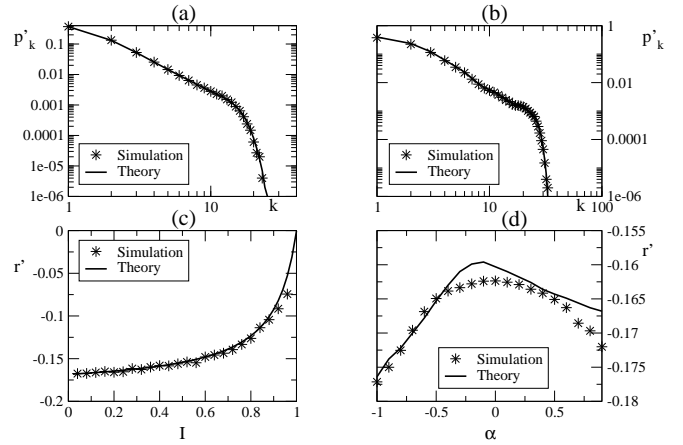 (a)
(b)
p'k
0.1
0.01
0.001
0.0001
1e-05
1e-06
1
10
k
Simulation
Theory
1
0.01
0.0001
1e-06
p'k
1
10
k
100
Simulation
Theory
(c)
(d)
r'
0
-0.05
-0.1
-0.15
-0.2
0
0.2
0.4
0.6
0.8
1
I
Simulation
Theory
-0.15
-0.155
-0.16
-0.165
-0.17
-0.175
-0.18
r'
-1
-0.5
0
0.5
α
Simulation
Theory